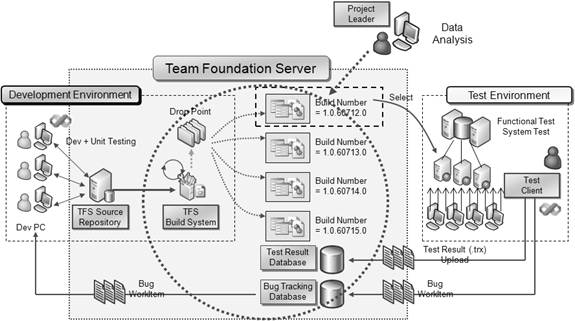 Project
Leader
Data
Analysis
Team Foundation Server
Development Environment
Test Environment
Drop Point
Build Number
= 1.0.60712.0
Select
Functional Test
System Test
Dev + Unit Testing
Build Number
= 1.0.60713.0
Test
Client
Build Number
= 1.0.60714.0
TFS Source
Repository
TFS
Build System
Build Number
= 1.0.60715.0
Dev PC
Test Result
Database
Test Result (.trx)
Upload
Bug
WorkItem
Bug Tracking
Database
Bug
WorkItem